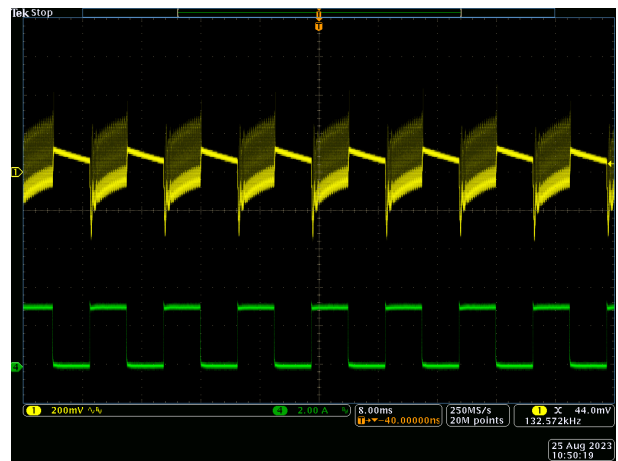 Tek Stop
T
1
4
1 200mV 4 2.00 A 8.00ms 250MS/s 1 44.0mV
T→▼−40.00000ns 20M points 132.572kHz
25 Aug 2023
10:50:19